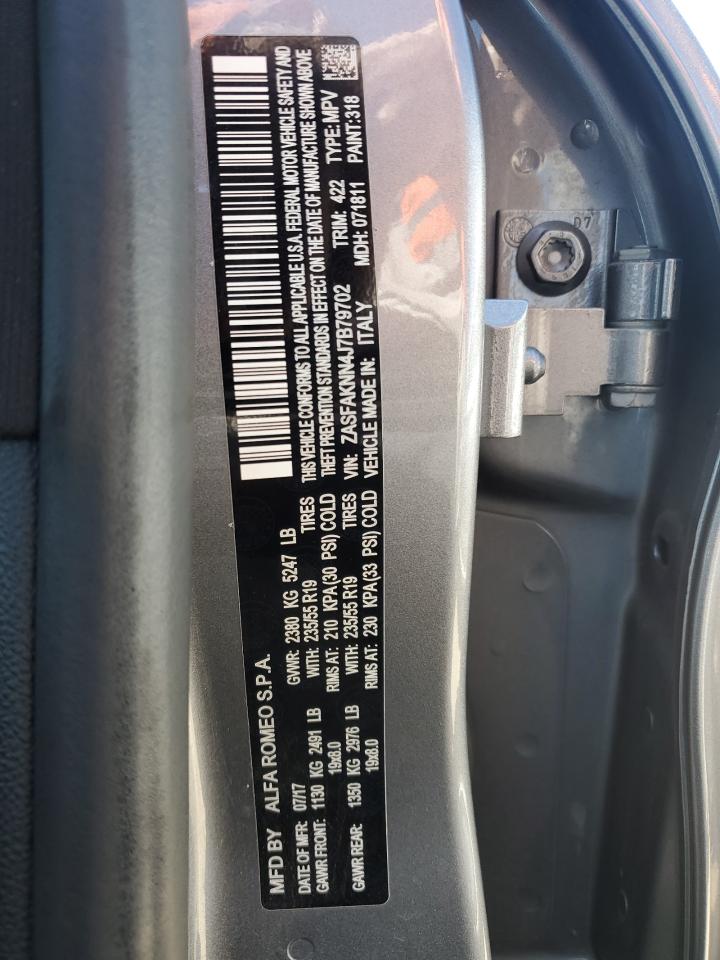 MFD BY ALFA ROMEO S.P.A.
DATE OF MFR: 07/17 GVWR: 2380 KG 5247 LB
GAWR FRONT: 1130 KG 2491 LB WITH: 235/55 R19 TIRES
19x8.0 RIMS AT: 210 KPA(30 PSI) COLD
GAWR REAR: 1350 KG 2976 LB WITH: 235/55 R19 TIRES
19x8.0 RIMS AT: 230 KPA(33 PSI) COLD
THIS VEHICLE CONFORMS TO ALL APPLICABLE U.S.A. FEDERAL MOTOR VEHICLE SAFETY AND
THEFT PREVENTION STANDARDS IN EFFECT ON THE DATE OF MANUFACTURE SHOWN ABOVE
VIN: ZASFAKNN4J7B79702 TRIM: 422 TYPE: MPV
VEHICLE MADE IN: ITALY MDH: 071811 PAINT: 318
D7